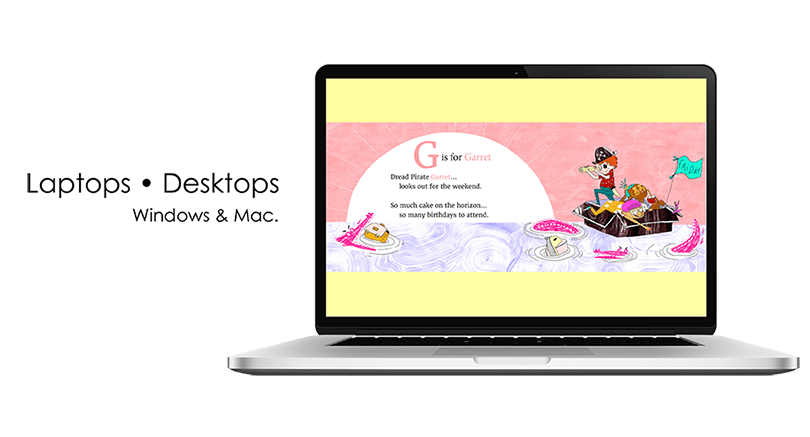 Laptops • Desktops
Windows & Mac.
G is for Garret
Dread Pirate Garret...
looks out for the weekend.
So much cake on the horizon...
so many birthdays to attend.